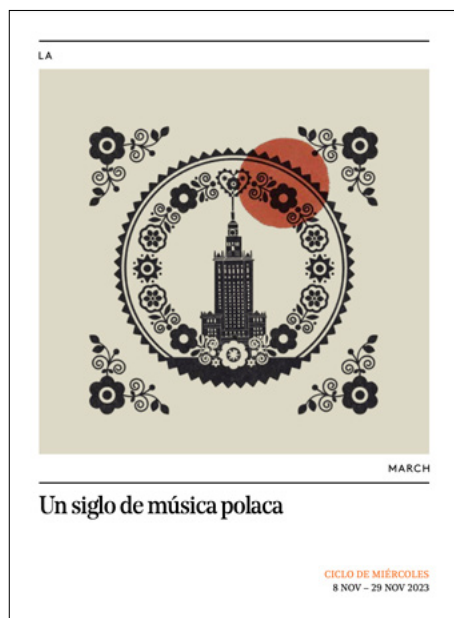 LA
MARCH
Un siglo de música polaca
CICLO DE MIÉRCOLES
8 NOV – 29 NOV 2023